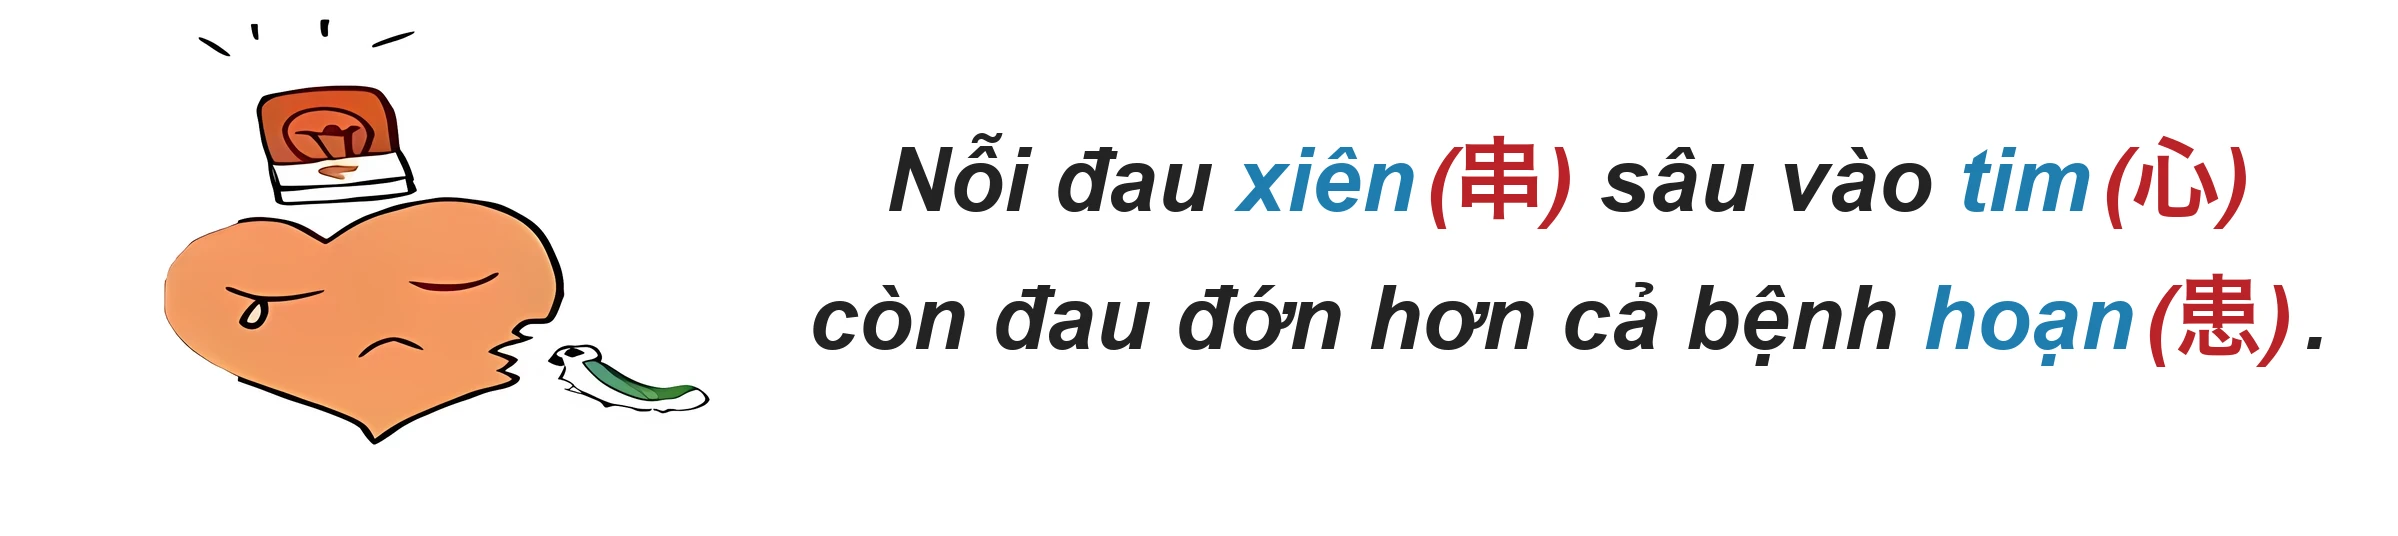 Nỗi đau xiên(串) sâu vào tim(心)
còn đau đớn hơn cả bệnh hoạn(患).